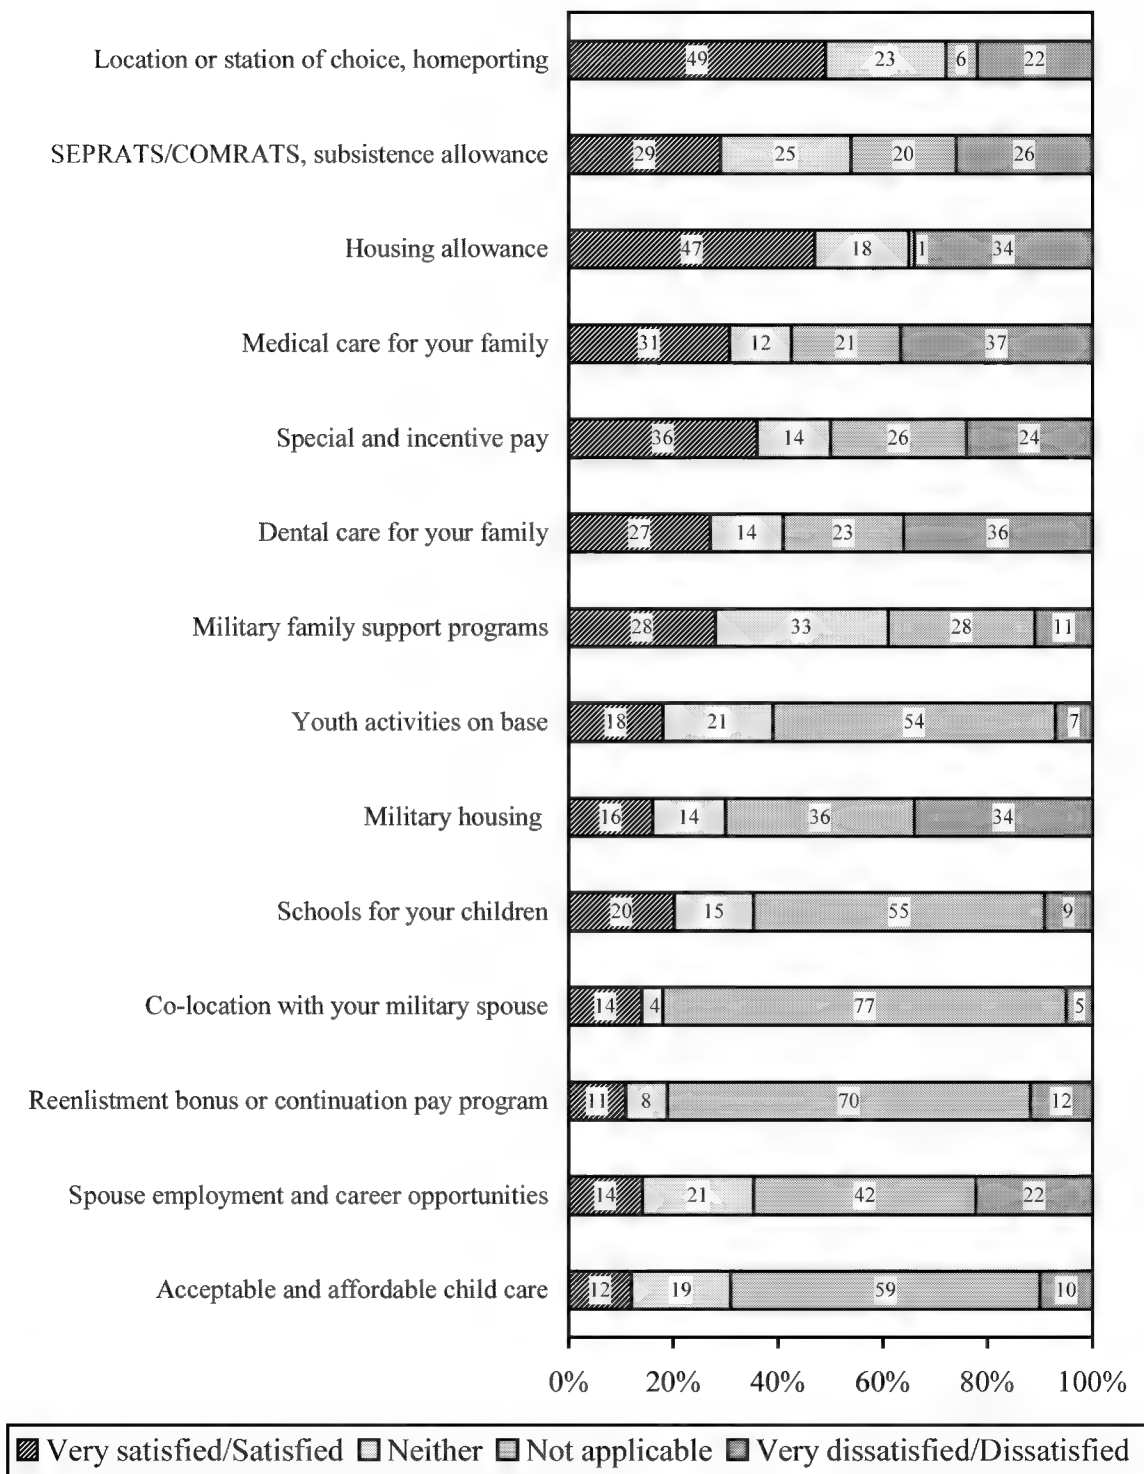 Location or station of choice, homeporting 49 23 6 22
SEPRATS/COMRATS, subsistence allowance 29 25 20 26
Housing allowance 47 18 1 34
Medical care for your family 31 12 21 37
Special and incentive pay 36 14 26 24
Dental care for your family 27 14 23 36
Military family support programs 28 33 28 11
Youth activities on base 18 21 54 7
Military housing 16 14 36 34
Schools for your children 20 15 55 9
Co-location with your military spouse 14 4 77 5
Reenlistment bonus or continuation pay program 11 8 70 12
Spouse employment and career opportunities 14 21 42 22
Acceptable and affordable child care 12 19 59 10
0% 20% 40% 60% 80% 100%
Very satisfied/Satisfied Neither Not applicable Very dissatisfied/Dissatisfied